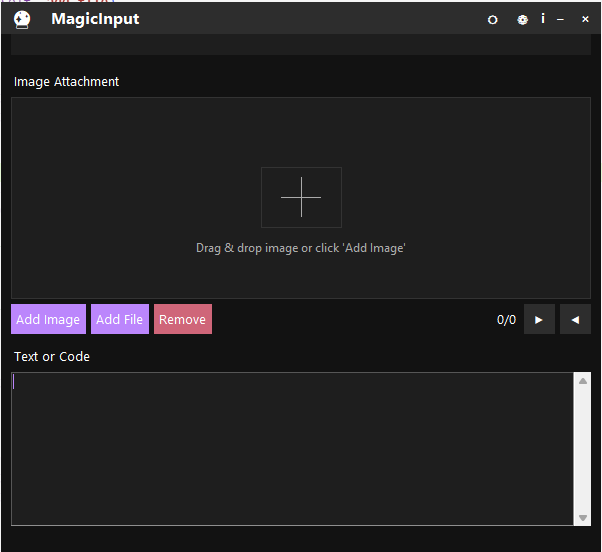 MagicInput
i
Image Attachment
Drag & drop image or click 'Add Image'
Add Image Add File Remove 0/0
Text or Code